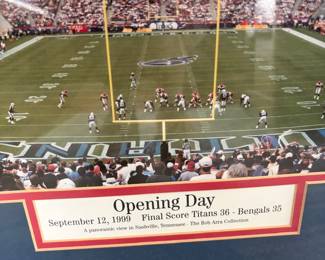 Opening Day
September 12, 1999 Final Score Titans 36 - Bengals 35
A panoramic view in Nashville, Tennessee - The Rob Arra Collection